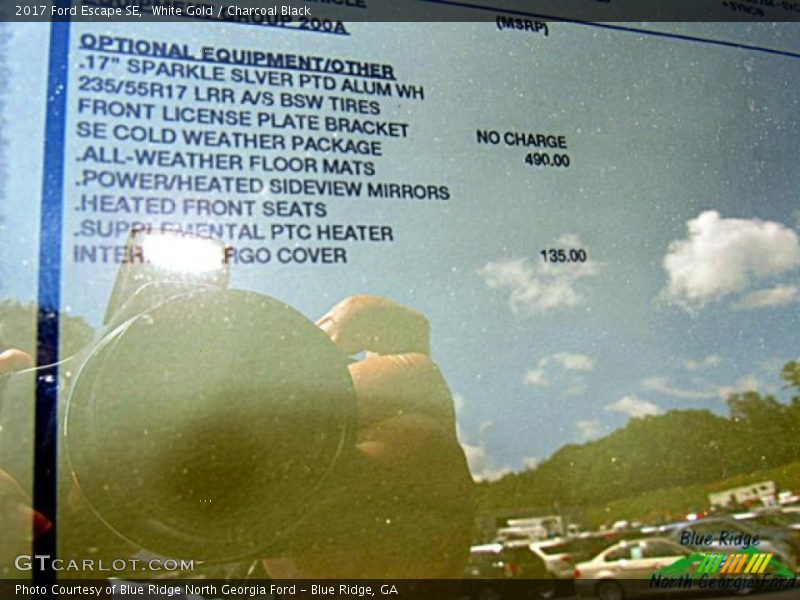 2017 Ford Escape SE, White Gold / Charcoal Black
GROUP 200A
(MSRP)
OPTIONAL EQUIPMENT/OTHER
.17" SPARKLE SLVER PTD ALUM WH
235/55R17 LRR A/S BSW TIRES
FRONT LICENSE PLATE BRACKET NO CHARGE
SE COLD WEATHER PACKAGE 490.00
.ALL-WEATHER FLOOR MATS
.POWER/HEATED SIDEVIEW MIRRORS
.HEATED FRONT SEATS
.SUPPLEMENTAL PTC HEATER
COVER 135.00
GTCARLOT.COM
Blue Ridge
North Georgia Ford
Photo Courtesy of Blue Ridge North Georgia Ford - Blue Ridge, GA